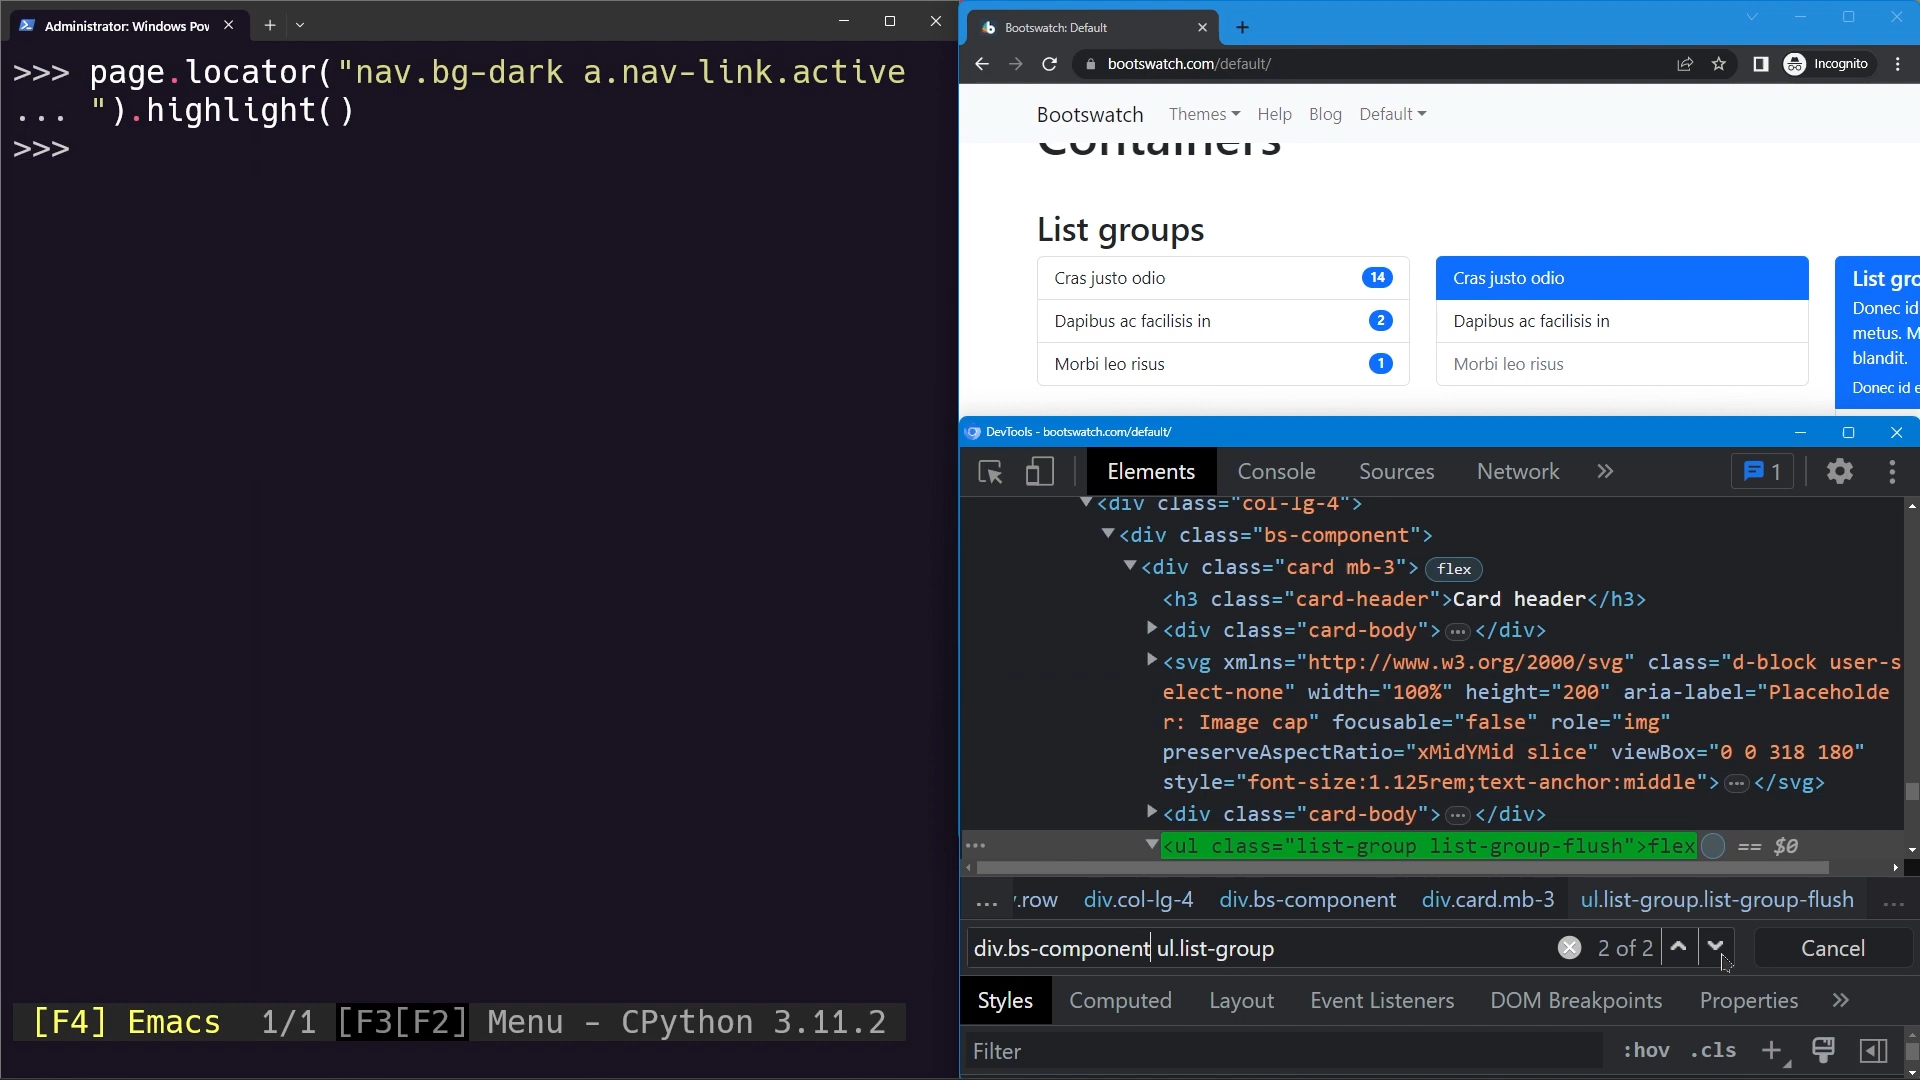 Administrator: Windows Pow
>>> page.locator("nav.bg-dark a.nav-link.active
... ").highlight()
>>>
[F4] Emacs 1/1 [F3[F2] Menu - CPython 3.11.2
Bootswatch: Default
bootswatch.com/default/
Incognito
Bootswatch Themes Help Blog Default
Containers
List groups
Cras justo odio 14
Dapibus ac facilisis in 2
Morbi leo risus 1
Cras justo odio
Dapibus ac facilisis in
Morbi leo risus
List gro
Donec id
metus. M
blandit.
Donec id e
DevTools - bootswatch.com/default/
Elements Console Sources Network 1
<div class="col-lg-4">
<div class="bs-component">
<div class="card mb-3"> flex
<h3 class="card-header">Card header</h3>
<div class="card-body"> … </div>
<svg xmlns="http://www.w3.org/2000/svg" class="d-block user-s
elect-none" width="100%" height="200" aria-label="Placeholde
r: Image cap" focusable="false" role="img"
preserveAspectRatio="xMidYMid slice" viewBox="0 0 318 180"
style="font-size:1.125rem;text-anchor:middle"> … </svg>
<div class="card-body"> … </div>
… <ul class="list-group list-group-flush">flex == $0
… .row div.col-lg-4 div.bs-component div.card.mb-3 ul.list-group.list-group-flush …
div.bs-component ul.list-group 2 of 2 Cancel
Styles Computed Layout Event Listeners DOM Breakpoints Properties
Filter :hov .cls